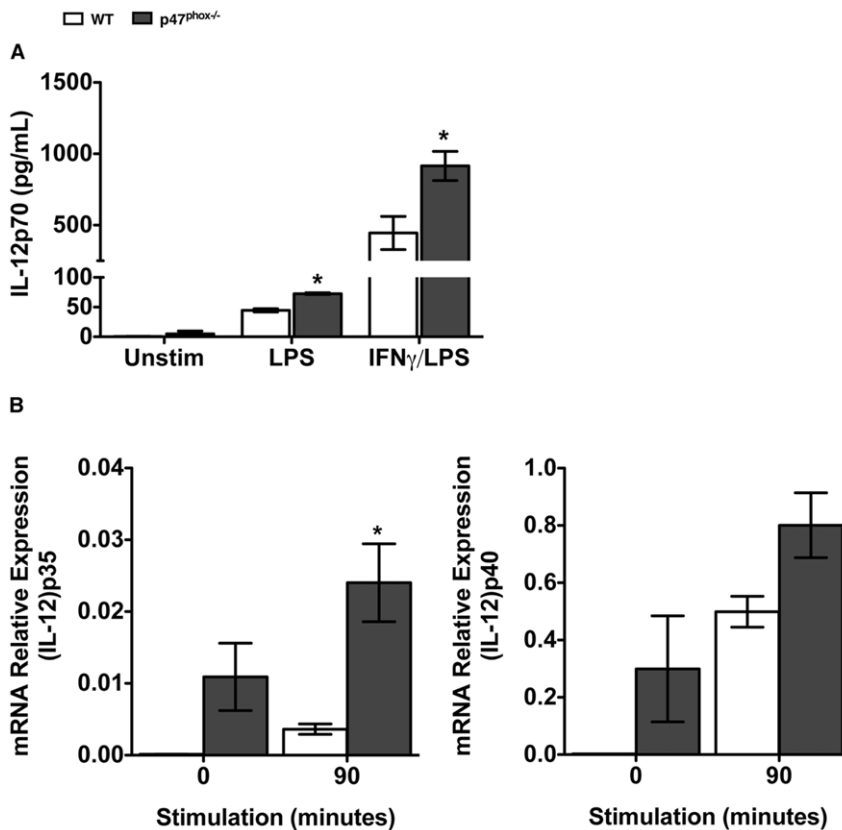 WT p47phox-/-
A
IL-12p70 (pg/mL)
1500
1000
500
100
50
0
*
*
Unstim LPS IFNγ/LPS
B
mRNA Relative Expression
(IL-12)p35
0.04
0.03
0.02
0.01
0.00
*
0 90
Stimulation (minutes)
mRNA Relative Expression
(IL-12)p40
1.0
0.8
0.6
0.4
0.2
0.0
0 90
Stimulation (minutes)